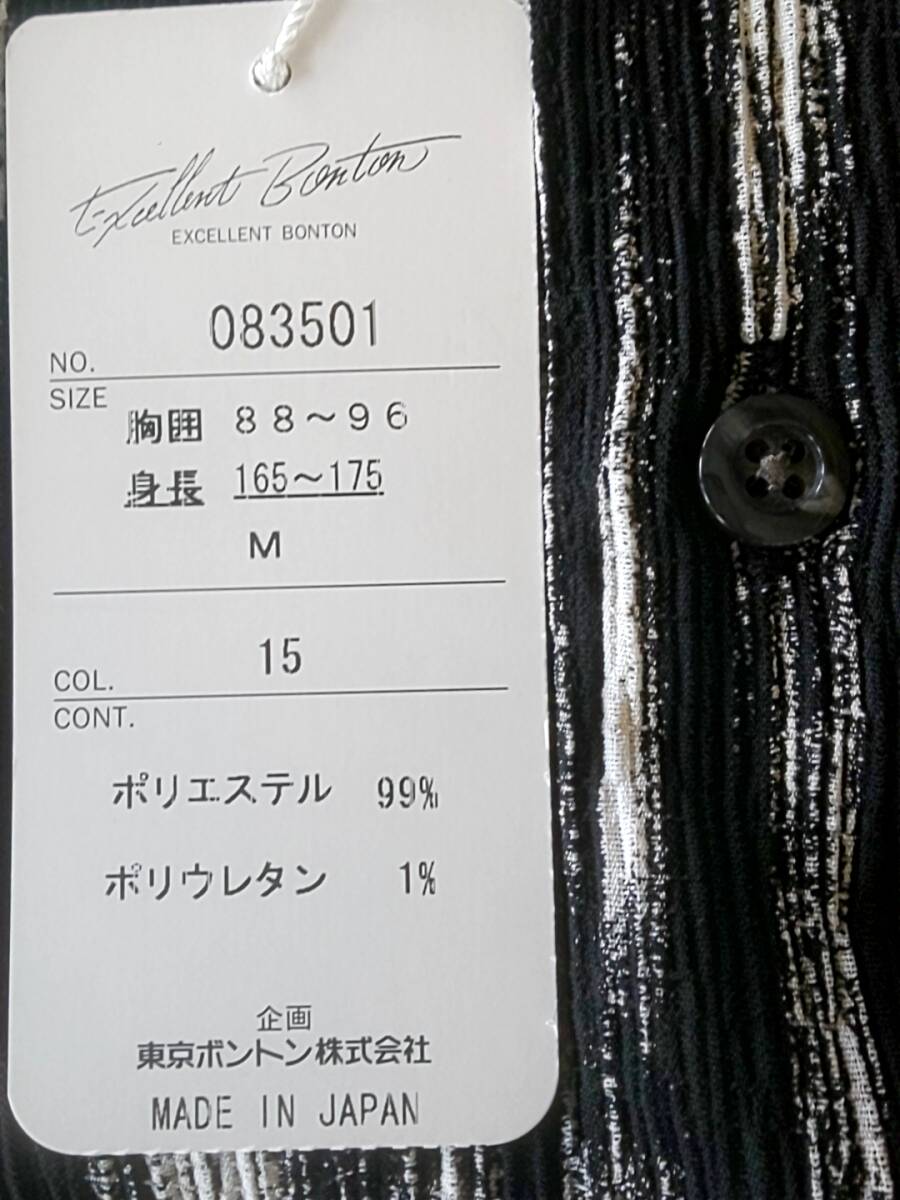 Excellent Bonton
EXCELLENT BONTON
NO. 083501
SIZE
胸囲 88～96
身長 165～175
M
COL. 15
CONT.
ポリエステル 99%
ポリウレタン 1%
企画
東京ボントン株式会社
MADE IN JAPAN